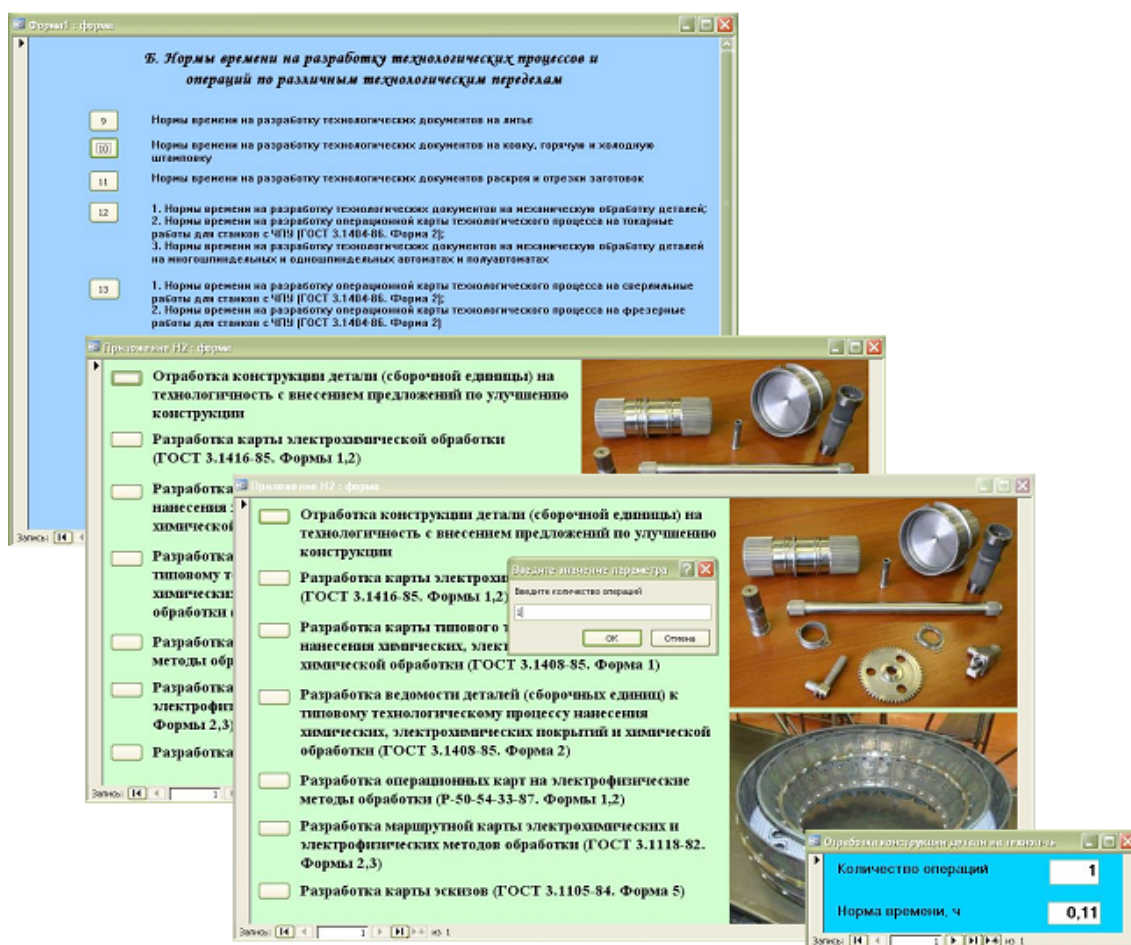 Форма1 : форма
Б. Нормы времени на разработку технологических процессов и
операций по различным технологическим переделам
9
Нормы времени на разработку технологических документов на литье
10
Нормы времени на разработку технологических документов на ковку, горячую и холодную
штамповку
11
Нормы времени на разработку технологических документов раскроя и отрезки заготовок
12
1. Нормы времени на разработку технологических документов на механическую обработку деталей;
2. Нормы времени на разработку операционной карты технологического процесса на токарные
работы для станков с ЧПУ (ГОСТ 3.1404-86. Форма 2);
3. Нормы времени на разработку технологических документов на механическую обработку деталей
на многошпиндельных и одношпиндельных автоматах и полуавтоматах
13
1. Нормы времени на разработку операционной карты технологического процесса на сверлильные
работы для станков с ЧПУ (ГОСТ 3.1404-86. Форма 2);
2. Нормы времени на разработку операционной карты технологического процесса на фрезерные
работы для станков с ЧПУ (ГОСТ 3.1404-86. Форма 2)
Запись:
Приложение Н2 : форма
Отработка конструкции детали (сборочной единицы) на
технологичность с внесением предложений по улучшению
конструкции
Разработка карты электрохимической обработки
(ГОСТ 3.1416-85. Формы 1,2)
Разработка
нанесения
химической
Разработка
типовому т
химических
обработки (
Разработка
методы обр
Разработка
электрофиз
Формы 2,3)
Разработка
Запись: 1
Приложение Н2 : форма
Отработка конструкции детали (сборочной единицы) на
технологичность с внесением предложений по улучшению
конструкции
Разработка карты электрохи
(ГОСТ 3.1416-85. Формы 1,2)
Разработка карты типового т
нанесения химических, элект
химической обработки (ГОСТ 3.1408-85. Форма 1)
Разработка ведомости деталей (сборочных единиц) к
типовому технологическому процессу нанесения
химических, электрохимических покрытий и химической
обработки (ГОСТ 3.1408-85. Форма 2)
Разработка операционных карт на электрофизические
методы обработки (Р-50-54-33-87. Формы 1,2)
Разработка маршрутной карты электрохимических и
электрофизических методов обработки (ГОСТ 3.1118-82.
Формы 2,3)
Разработка карты эскизов (ГОСТ 3.1105-84. Форма 5)
Запись: 1 из 1
Введите значение параметра
Введите количество операций
1
ОК Отмена
Отработка конструкции детали на
Количество операций 1
Норма времени, ч 0,11
Запись: 1 из 1